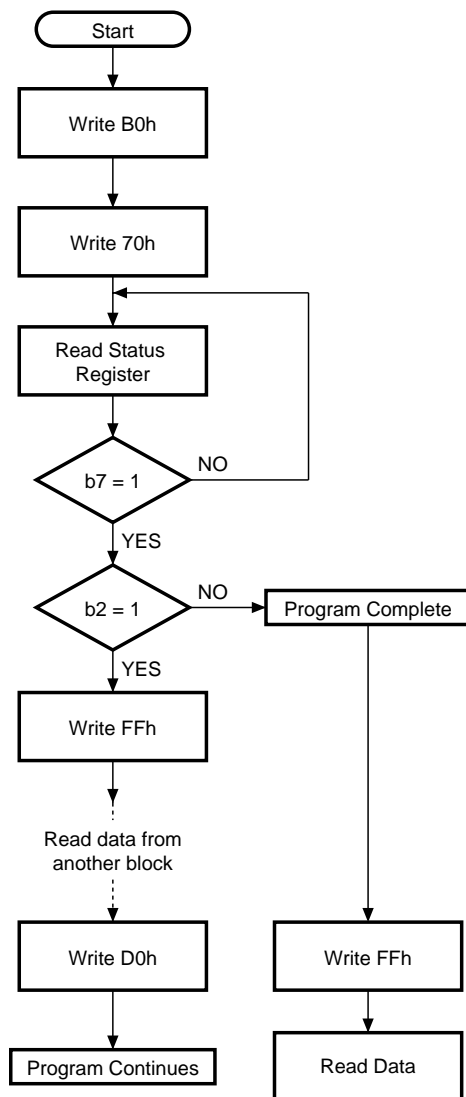 Start
Write B0h
Write 70h
Read Status
Register
NO
b7 = 1
YES
NO
b2 = 1
Program Complete
YES
Write FFh
Read data from
another block
Write D0h
Write FFh
Program Continues
Read Data